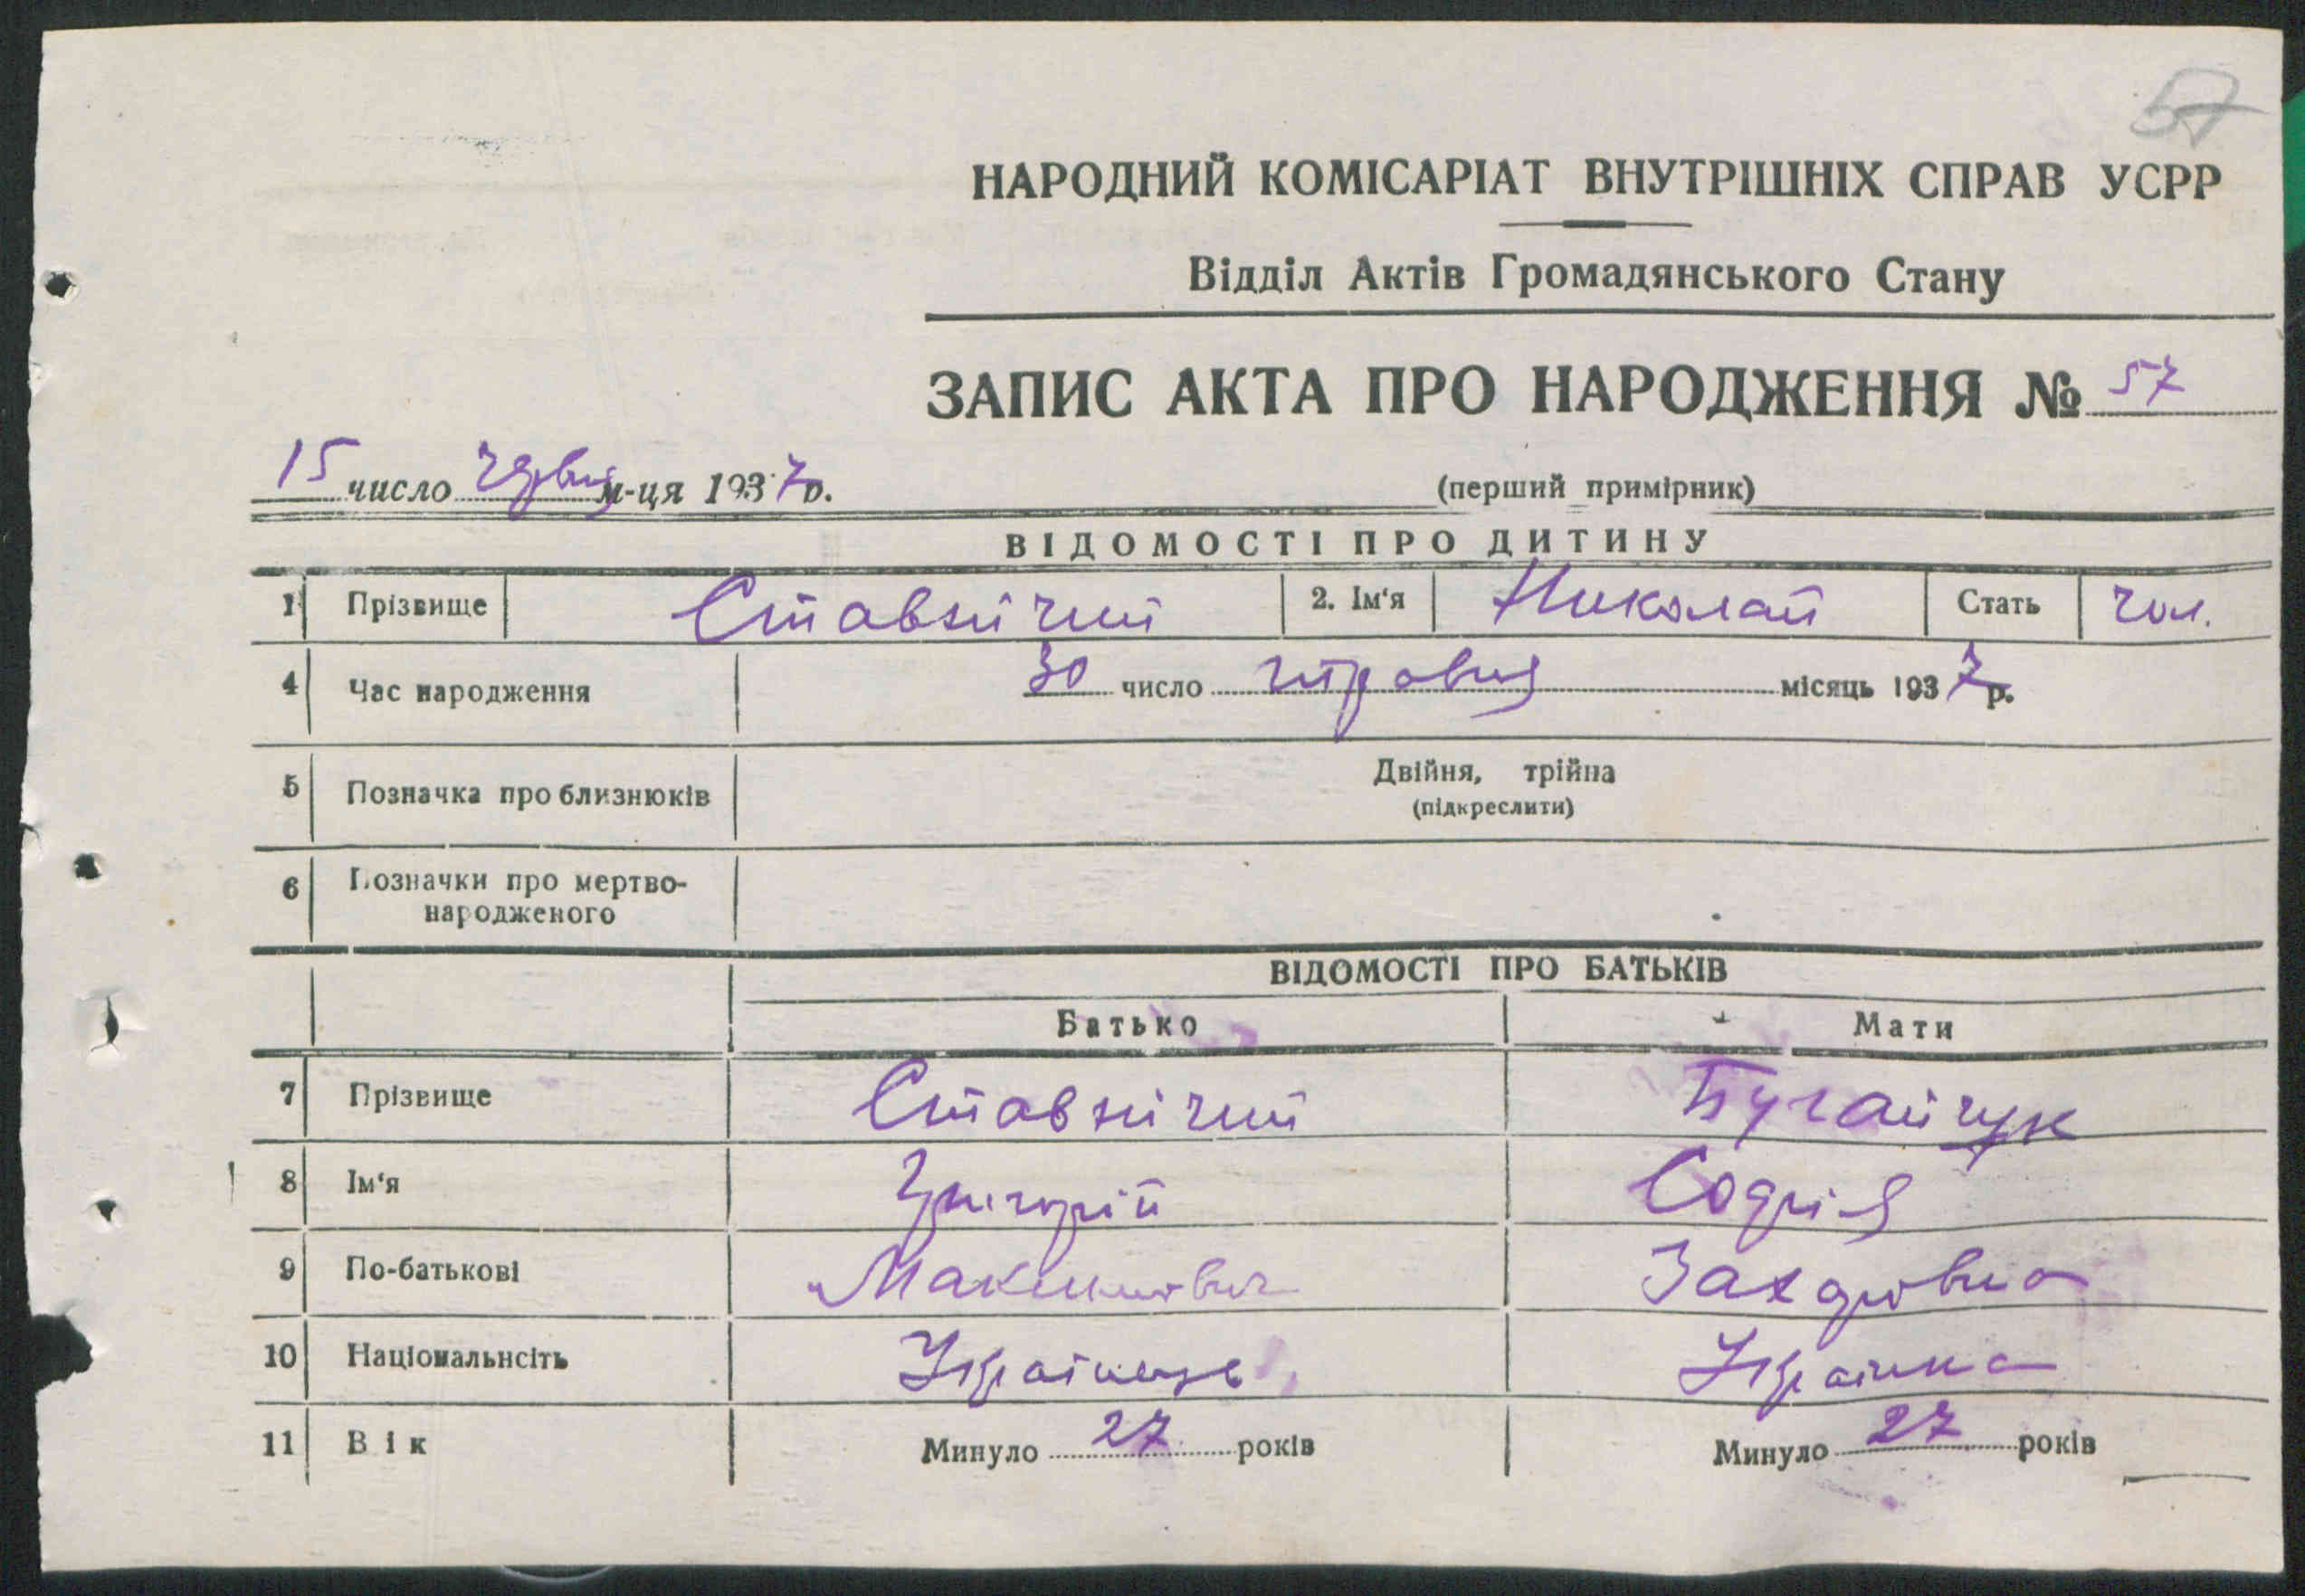 57
НАРОДНИЙ КОМІСАРІАТ ВНУТРІШНІХ СПРАВ УСРР
Відділ Актів Громадянського Стану
ЗАПИС АКТА ПРО НАРОДЖЕННЯ № 57
15 число червня м-ця 1937 р.
(перший примірник)
ВІДОМОСТІ ПРО ДИТИНУ
1 Прізвище Ставнічий 2. Ім'я Николай Стать чол.
4 Час народження 30 число травня місяць 1937 р.
5 Позначка про близнюків Двійня, трійна
(підкреслити)
6 Позначки про мертво-
народженого
ВІДОМОСТІ ПРО БАТЬКІВ
Батько Мати
7 Прізвище Ставнічий Бугайчук
8 Ім'я Григорій Софія
9 По-батькові Макимович
10 Національнсіть Українець Українка
11 Вік Минуло 27 років Минуло 27 років